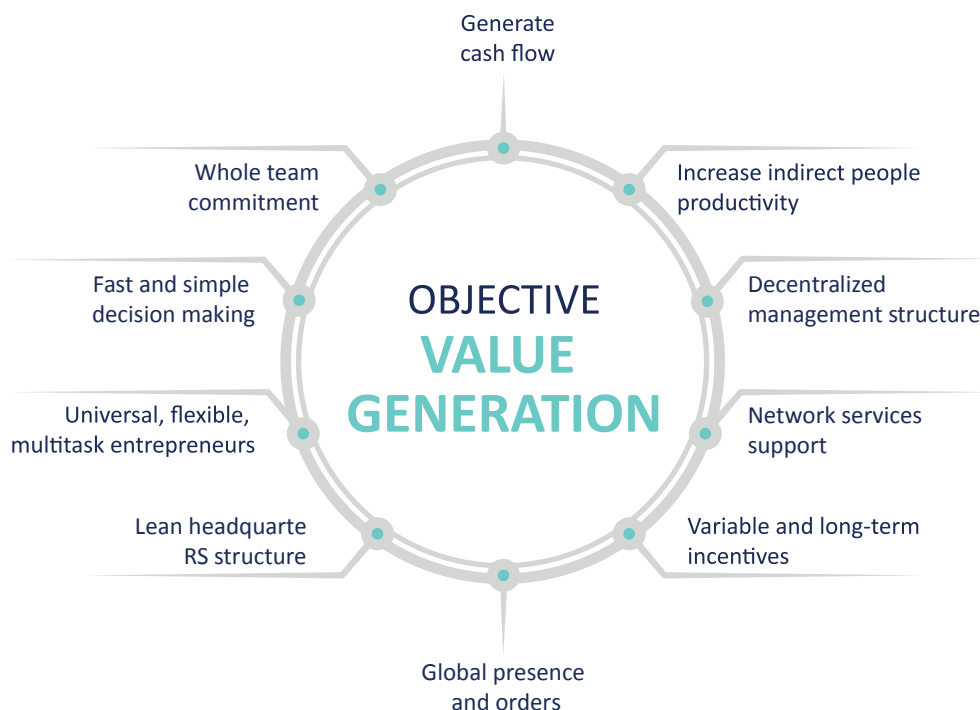 Generate
cash flow
Whole team
commitment
Increase indirect people
productivity
Fast and simple
decision making
Decentralized
management structure
OBJECTIVE
VALUE
GENERATION
Universal, flexible,
multitask entrepreneurs
Network services
support
Lean headquarte
RS structure
Variable and long-term
incentives
Global presence
and orders